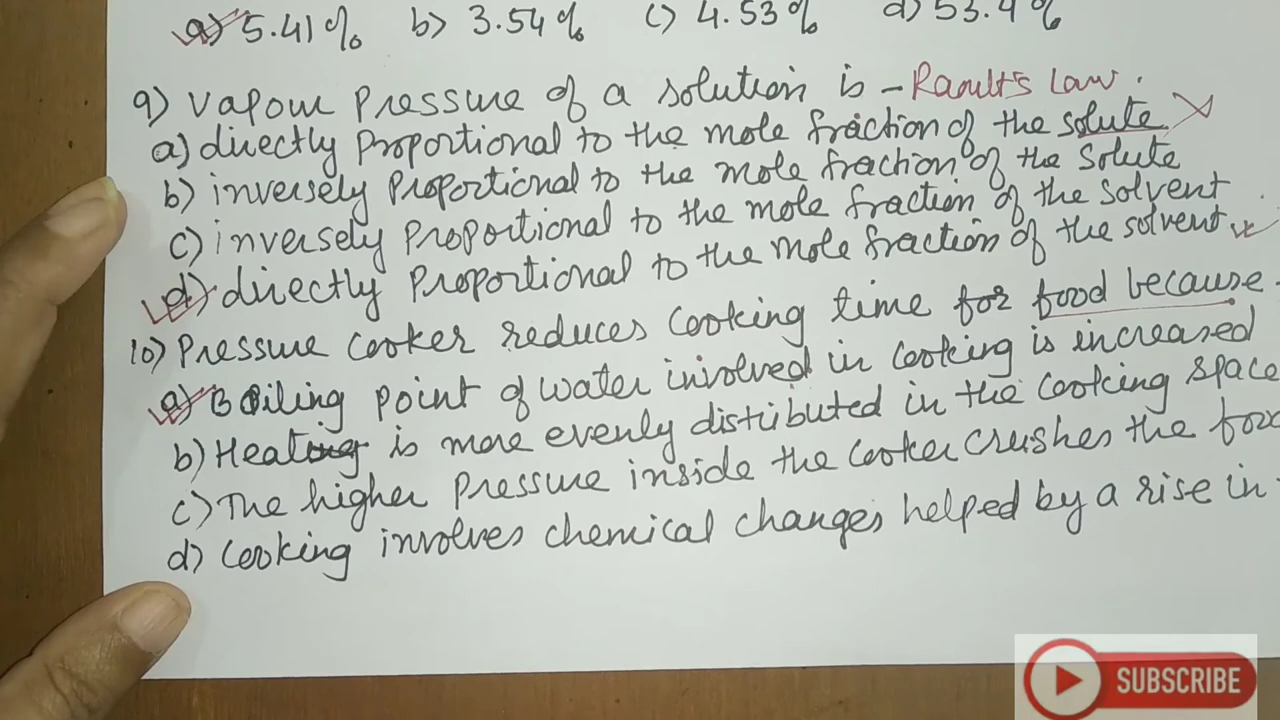 a) 5.41% b) 3.54% c) 4.53% d) 53.4%
9) Vapour Pressure of a solution is - Raoult's Law.
a) directly Proportional to the mole fraction of the solute
b) inversely Proportional to the mole fraction of the Solute
c) inversely Proportional to the mole fraction of the Solvent
d) directly Proportional to the mole fraction of the solvent
10) Pressure cooker reduces cooking time for food because
a) Boiling point of water involved in cooking is increased
b) Heat is more evenly distributed in the cooking space
c) The higher pressure inside the cooker crushes the foo
d) Cooking involves chemical changes helped by a rise in
SUBSCRIBE